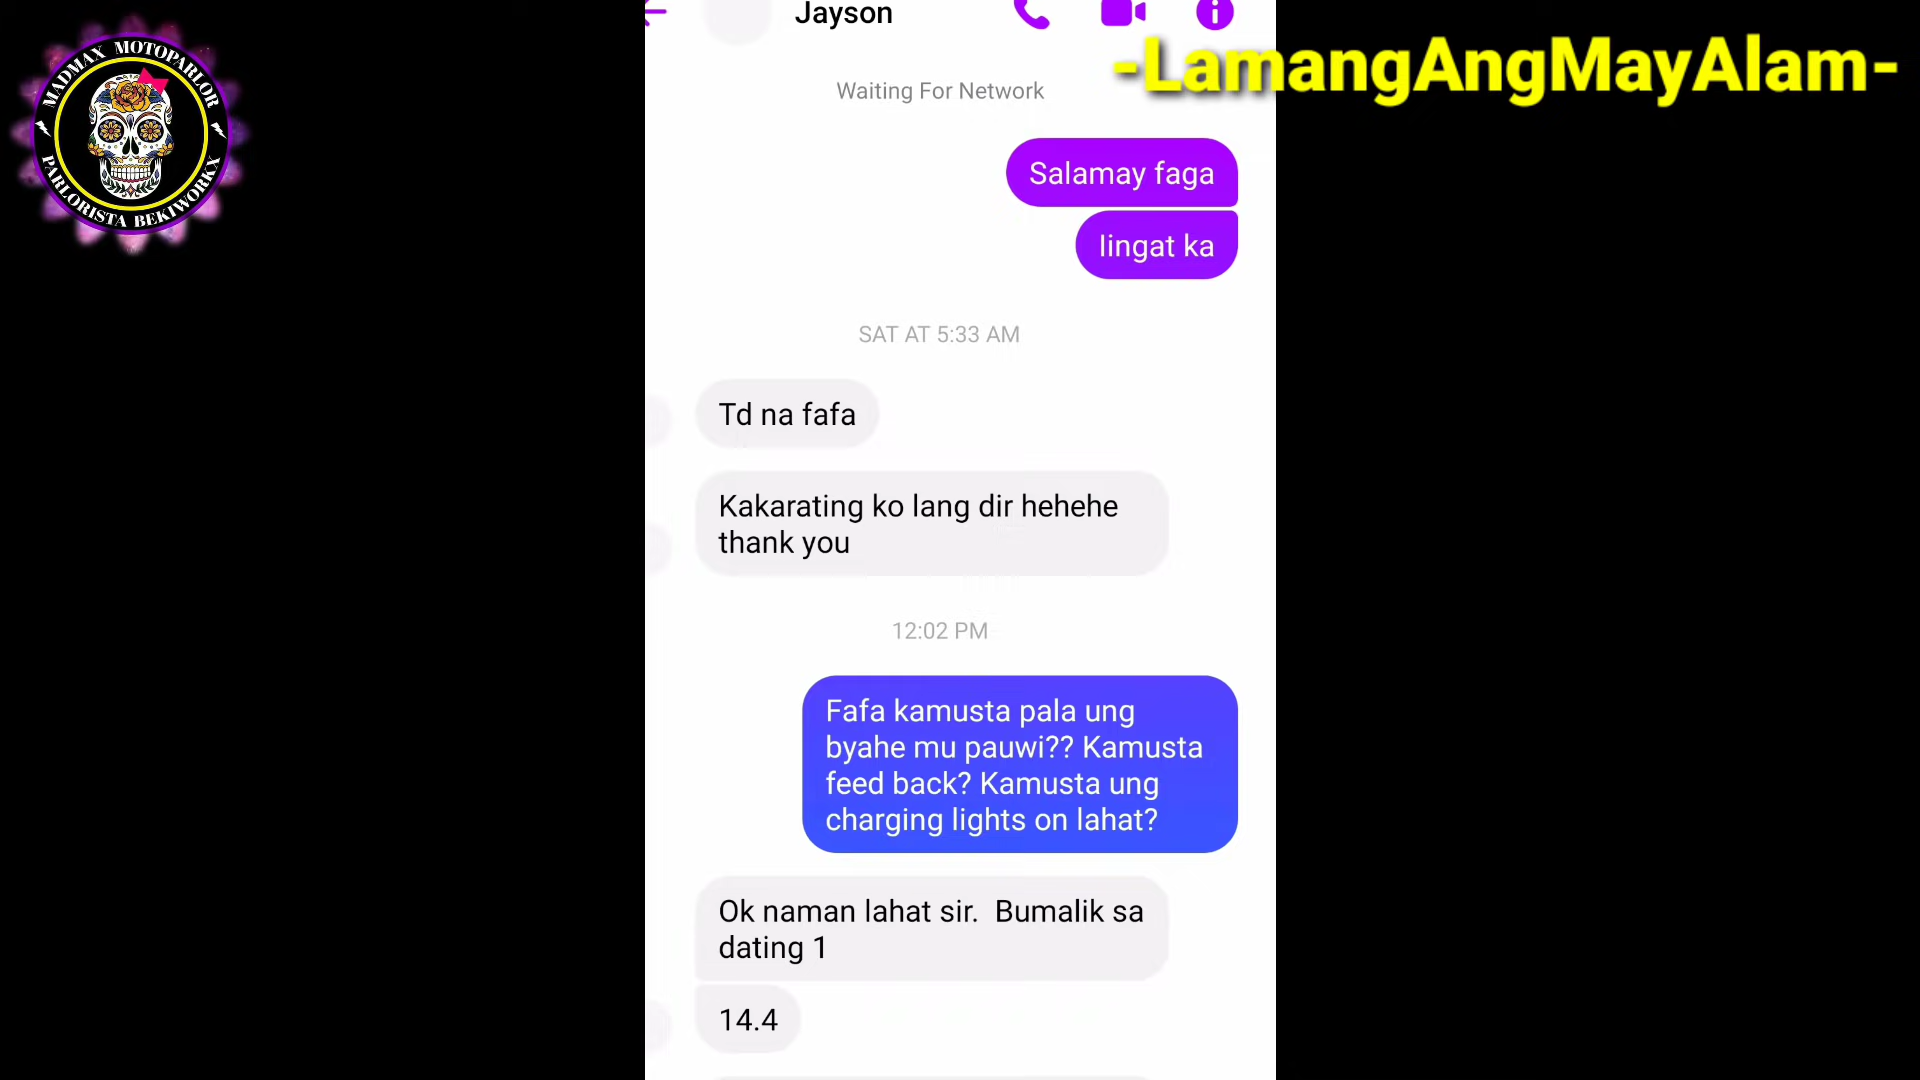 MADMAX MOTOPARLOR
PARLORISTA BEKIWORKX
Jayson
-LamangAngMayAlam-
Waiting For Network
Salamay faga
Iingat ka
SAT AT 5:33 AM
Td na fafa
Kakarating ko lang dir hehehe
thank you
12:02 PM
Fafa kamusta pala ung
byahe mu pauwi?? Kamusta
feed back? Kamusta ung
charging lights on lahat?
Ok naman lahat sir.  Bumalik sa
dating 1
14.4